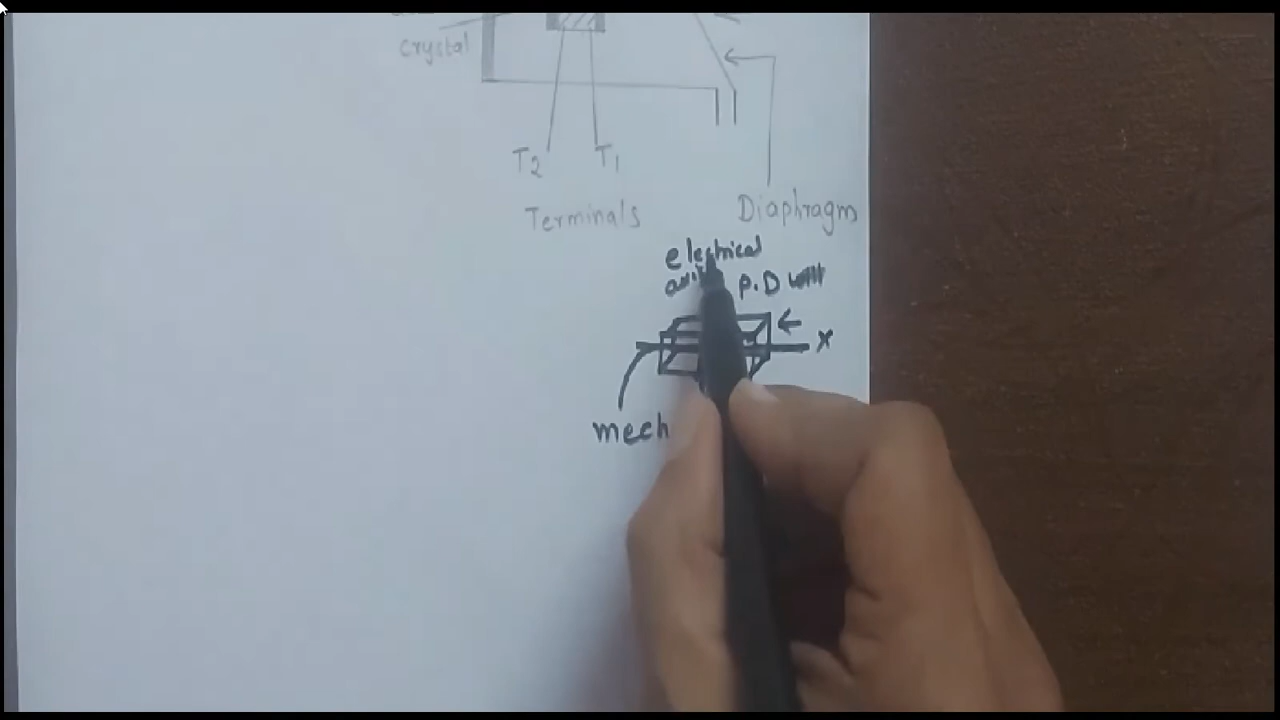 crystal
T2 T1
Terminals Diaphragm
electrical
P.D
x
mech